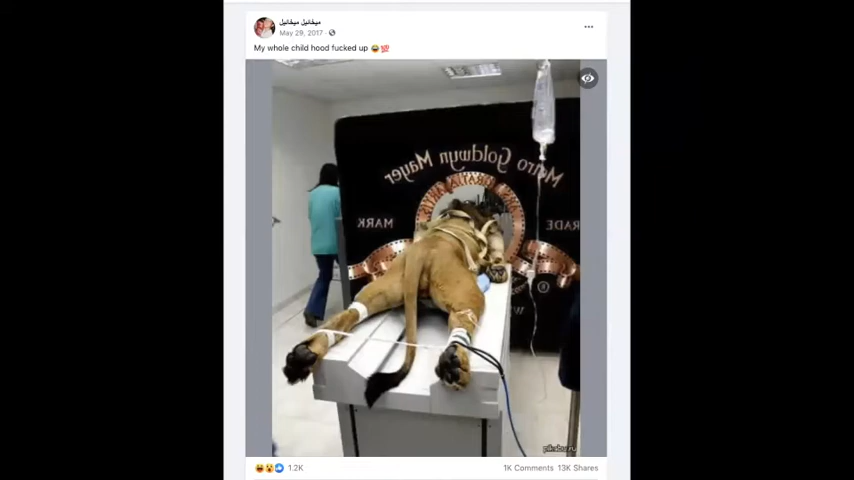 ميخائيل ميخائيل
May 29, 2017 ·
My whole child hood fucked up 😂💯
Metro Goldwyn Mayer
MARK
TRADE
®
pikabu.ru
1.2K
1K Comments 13K Shares